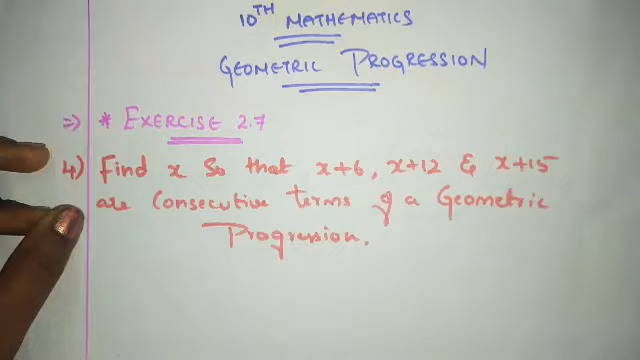 10TH MATHEMATICS
GEOMETRIC PROGRESSION
⇒ * EXERCISE 2.7
4) Find x So that x+6, x+12 & x+15
are Consecutive terms of a Geometric
Progression.